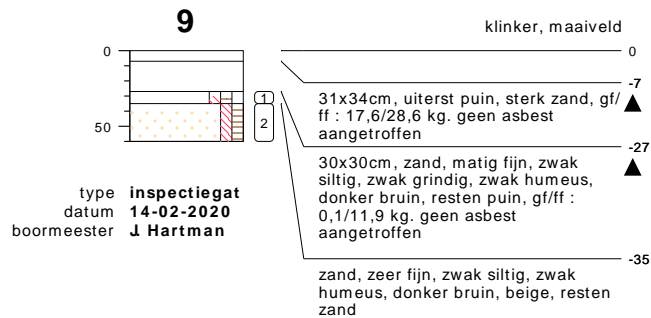 9
klinker, maaiveld
0
0
-7
31x34cm, uiterst puin, sterk zand, gf/
ff : 17,6/28,6 kg. geen asbest
aangetroffen
1
2
50
-27
30x30cm, zand, matig fijn, zwak
siltig, zwak grindig, zwak humeus,
donker bruin, resten puin, gf/ff :
0,1/11,9 kg. geen asbest
aangetroffen
type inspectiegat
datum 14-02-2020
boormeester J Hartman
-35
zand, zeer fijn, zwak siltig, zwak
humeus, donker bruin, beige, resten
zand